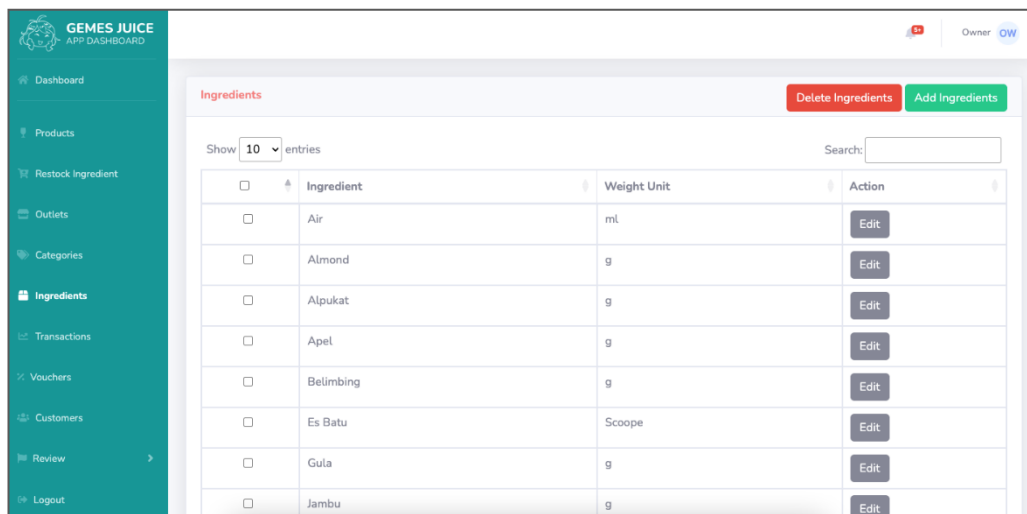 GEMES JUICE
APP DASHBOARD
5+
Owner OW
Dashboard
Products
Restock Ingredient
Outlets
Categories
Ingredients
Transactions
Vouchers
Customers
Review
Logout
Ingredients
Delete Ingredients Add Ingredients
Show 10 entries Search:
Ingredient Weight Unit Action
Air ml Edit
Almond g Edit
Alpukat g Edit
Apel g Edit
Belimbing g Edit
Es Batu Scoope Edit
Gula g Edit
Jambu g Edit